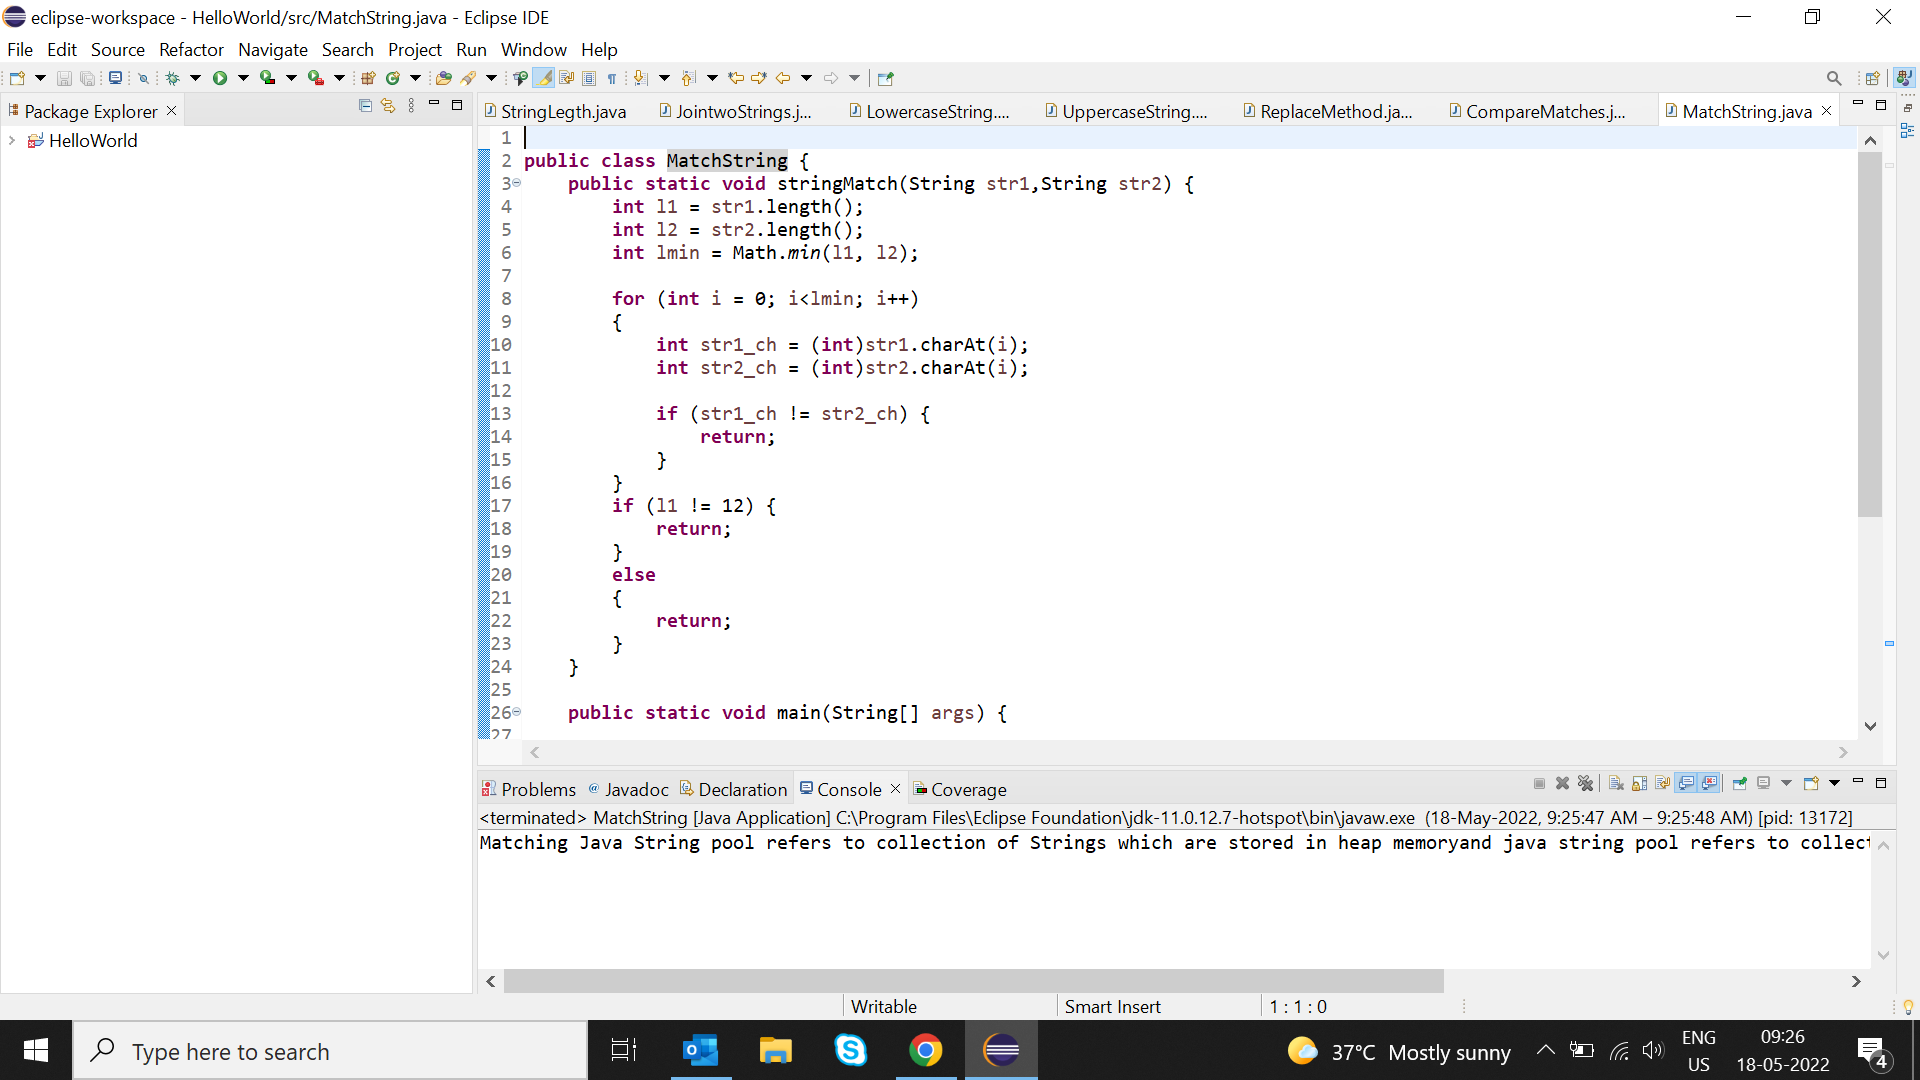 eclipse-workspace - HelloWorld/src/MatchString.java - Eclipse IDE
File Edit Source Refactor Navigate Search Project Run Window Help
Package Explorer
HelloWorld
StringLegth.java JointwoStrings.j... LowercaseString.... UppercaseString.... ReplaceMethod.ja... CompareMatches.j... MatchString.java
1
2 public class MatchString {
3 public static void stringMatch(String str1,String str2) {
4 int l1 = str1.length();
5 int l2 = str2.length();
6 int lmin = Math.min(l1, l2);
7
8 for (int i = 0; i<lmin; i++)
9 {
10 int str1_ch = (int)str1.charAt(i);
11 int str2_ch = (int)str2.charAt(i);
12
13 if (str1_ch != str2_ch) {
14 return;
15 }
16 }
17 if (l1 != 12) {
18 return;
19 }
20 else
21 {
22 return;
23 }
24 }
25
26 public static void main(String[] args) {
27
Problems Javadoc Declaration Console Coverage
<terminated> MatchString [Java Application] C:\Program Files\Eclipse Foundation\jdk-11.0.12.7-hotspot\bin\javaw.exe (18-May-2022, 9:25:47 AM – 9:25:48 AM) [pid: 13172]
Matching Java String pool refers to collection of Strings which are stored in heap memoryand java string pool refers to collect
Writable Smart Insert 1 : 1 : 0
Type here to search
37°C Mostly sunny
ENG
US
09:26
18-05-2022
4